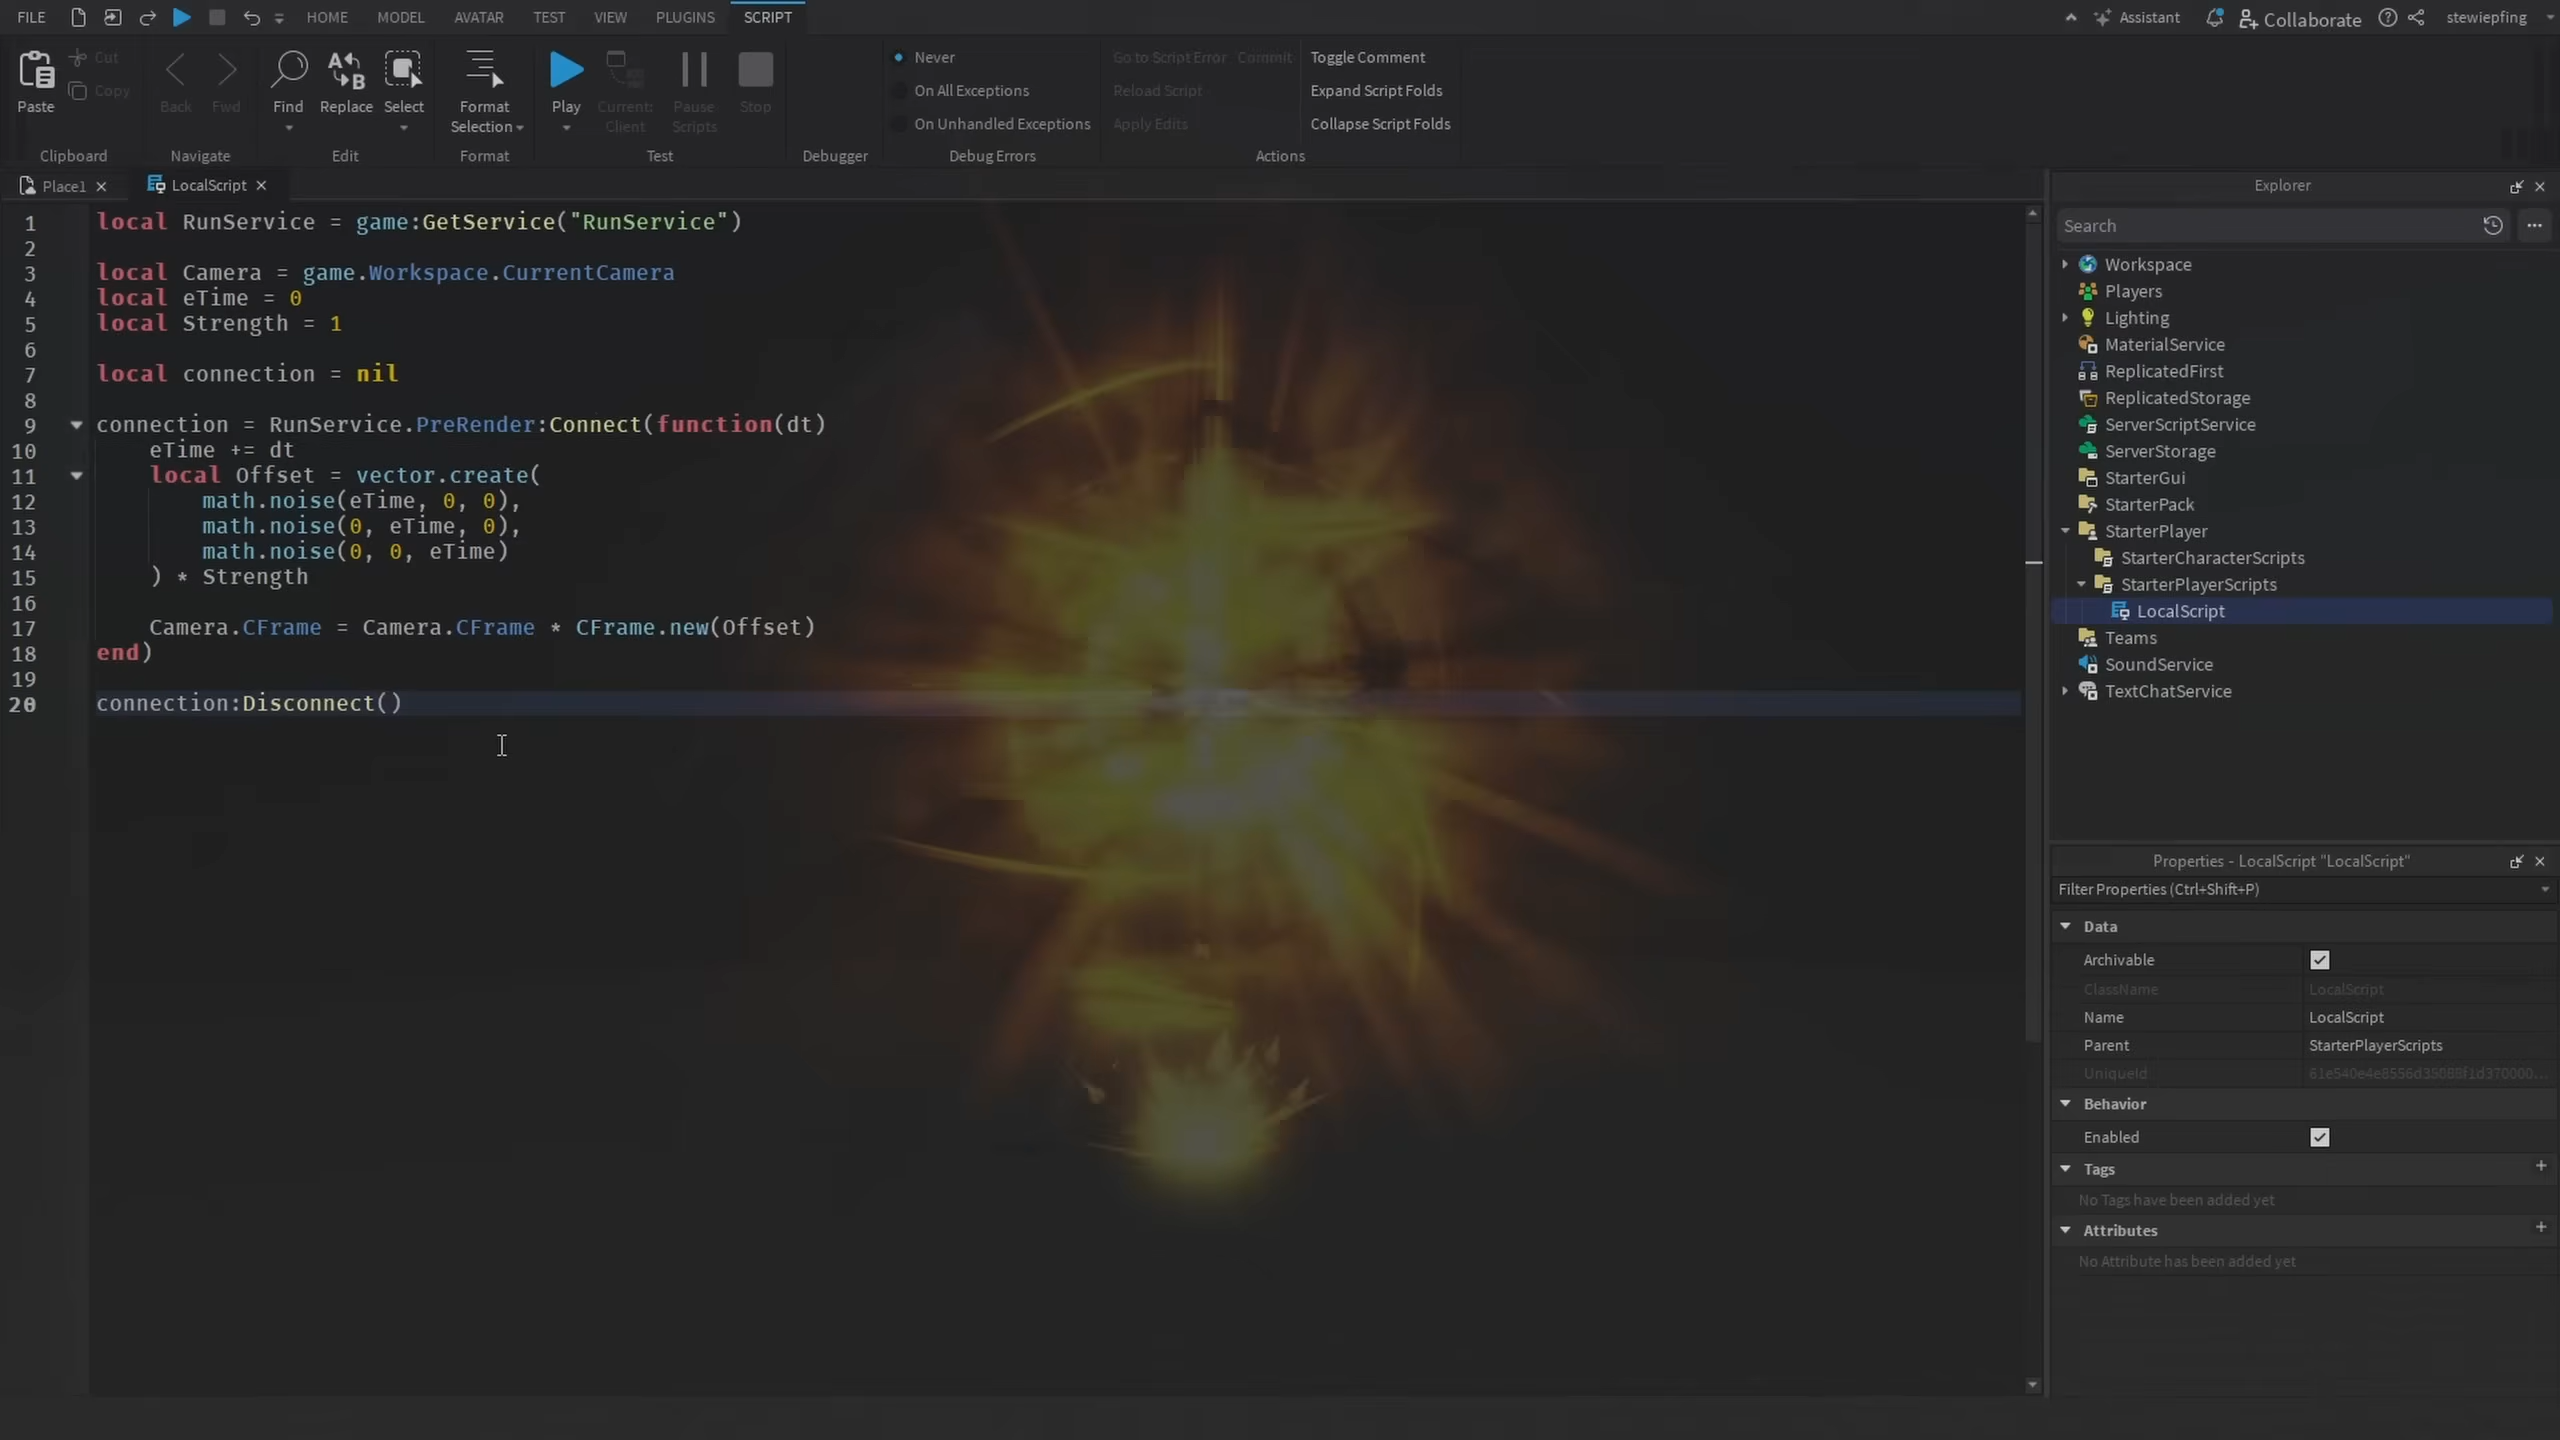 FILE HOME MODEL AVATAR TEST VIEW PLUGINS SCRIPT Assistant Collaborate stewiepfing
Paste Cut Copy
Back Fwd
Find Replace Select
Format Selection
Play Current: Client Pause Scripts Stop
Never
On All Exceptions
On Unhandled Exceptions
Go to Script Error Commit
Reload Script
Apply Edits
Toggle Comment
Expand Script Folds
Collapse Script Folds
Clipboard Navigate Edit Format Test Debugger Debug Errors Actions
Place1 × LocalScript ×
1 local RunService = game:GetService("RunService")
2
3 local Camera = game.Workspace.CurrentCamera
4 local eTime = 0
5 local Strength = 1
6
7 local connection = nil
8
9 connection = RunService.PreRender:Connect(function(dt)
10 eTime += dt
11 local Offset = vector.create(
12 math.noise(eTime, 0, 0),
13 math.noise(0, eTime, 0),
14 math.noise(0, 0, eTime)
15 ) * Strength
16
17 Camera.CFrame = Camera.CFrame * CFrame.new(Offset)
18 end)
19
20 connection:Disconnect()
Explorer
Search
Workspace
Players
Lighting
MaterialService
ReplicatedFirst
ReplicatedStorage
ServerScriptService
ServerStorage
StarterGui
StarterPack
StarterPlayer
StarterCharacterScripts
StarterPlayerScripts
LocalScript
Teams
SoundService
TextChatService
Properties - LocalScript "LocalScript"
Filter Properties (Ctrl+Shift+P)
Data
Archivable
ClassName LocalScript
Name LocalScript
Parent StarterPlayerScripts
UniqueId
Behavior
Enabled
Tags
No Tags have been added yet
Attributes
No Attribute has been added yet